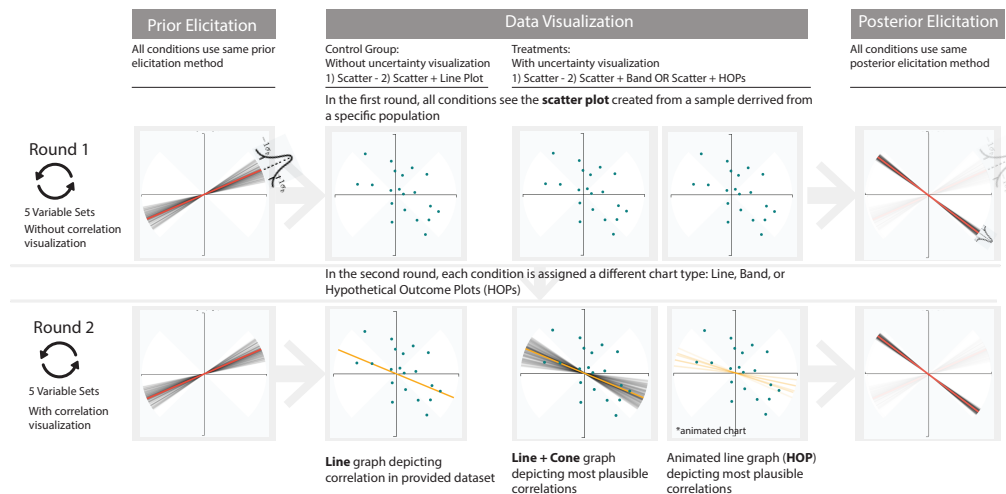 Prior Elicitation
Data Visualization
Posterior Elicitation
All conditions use same prior
elicitation method
Control Group:
Without uncertainty visualization
1) Scatter - 2) Scatter + Line Plot
Treatments:
With uncertainty visualization
1) Scatter - 2) Scatter + Band OR Scatter + HOPs
All conditions use same
posterior elicitation method
In the first round, all conditions see the scatter plot created from a sample derrived from
a specific population
Round 1
5 Variable Sets
Without correlation
visualization
In the second round, each condition is assigned a different chart type: Line, Band, or
Hypothetical Outcome Plots (HOPs)
Round 2
5 Variable Sets
With correlation
visualization
*animated chart
Line graph depicting
correlation in provided dataset
Line + Cone graph
depicting most plausible
correlations
Animated line graph (HOP)
depicting most plausible
correlations